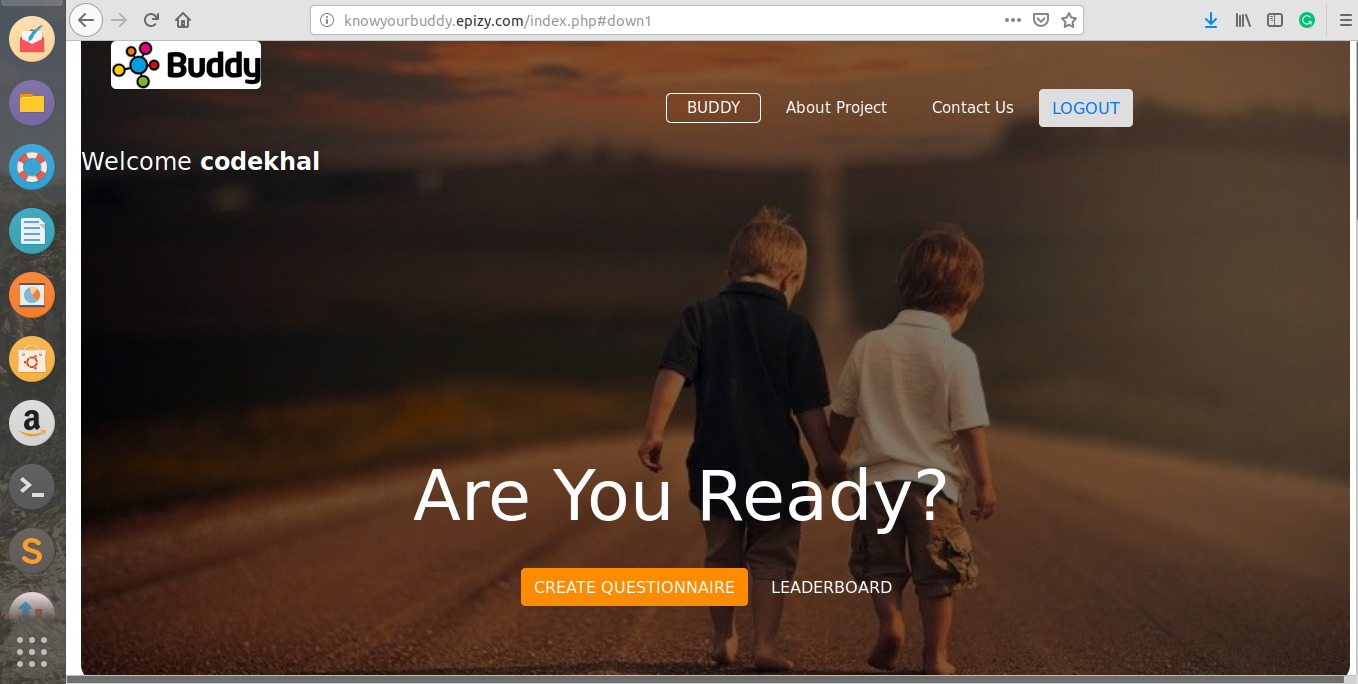 knowyourbuddy.epizy.com/index.php#down1
Buddy
BUDDY
About Project
Contact Us
LOGOUT
Welcome codekhal
Are You Ready?
CREATE QUESTIONNAIRE
LEADERBOARD